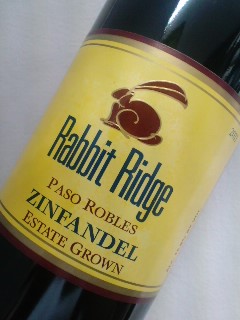 Rabbit Ridge
PASO ROBLES
ZINFANDEL
ESTATE GROWN